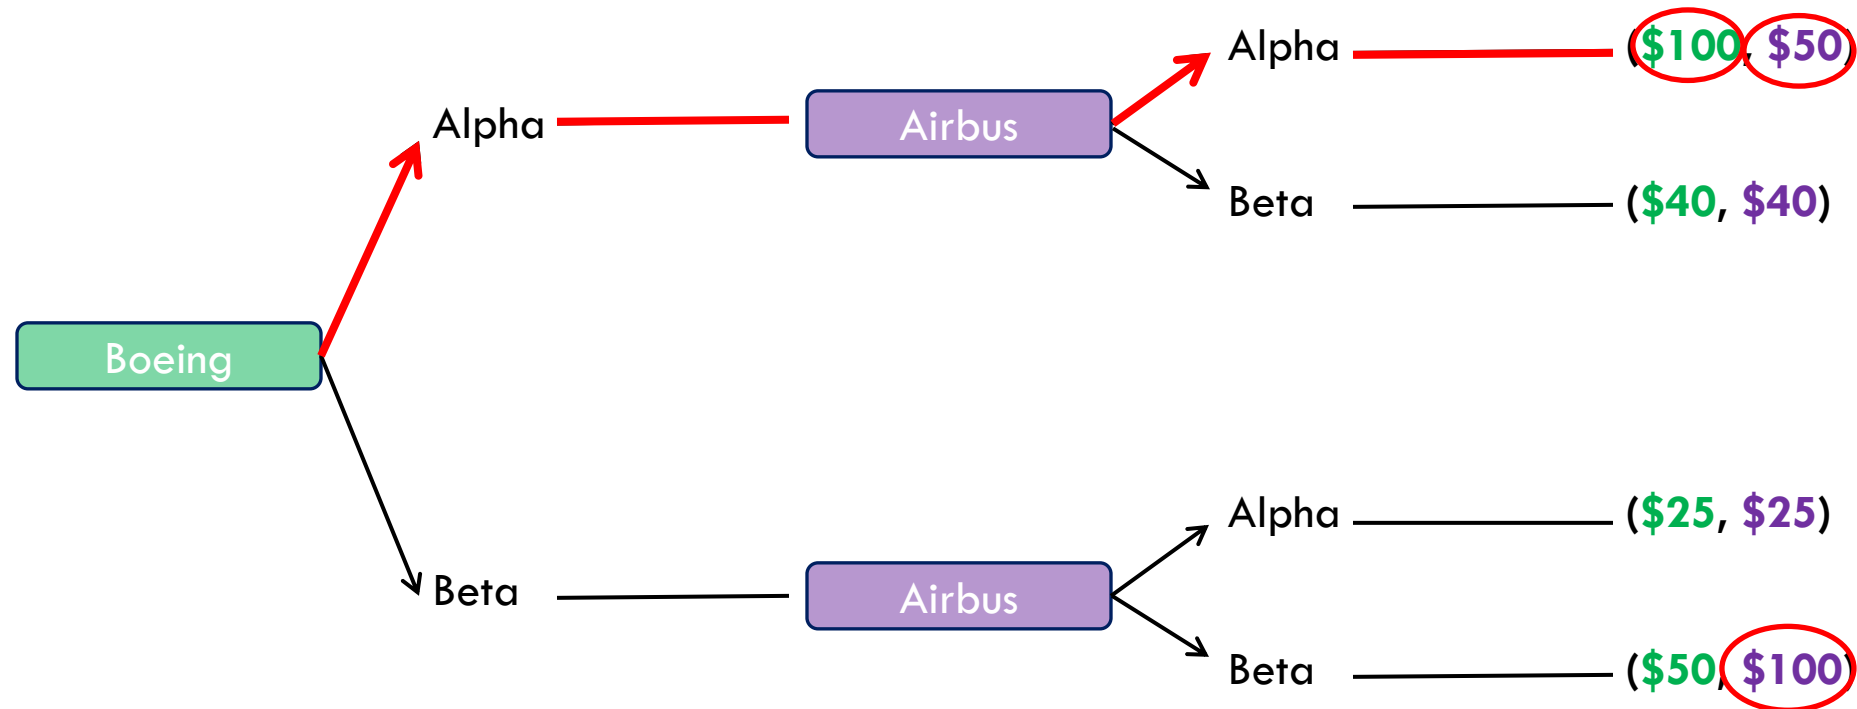 Alpha ($100, $50)
Alpha Airbus
Beta ($40, $40)
Boeing
Alpha ($25, $25)
Beta Airbus
Beta ($50, $100)